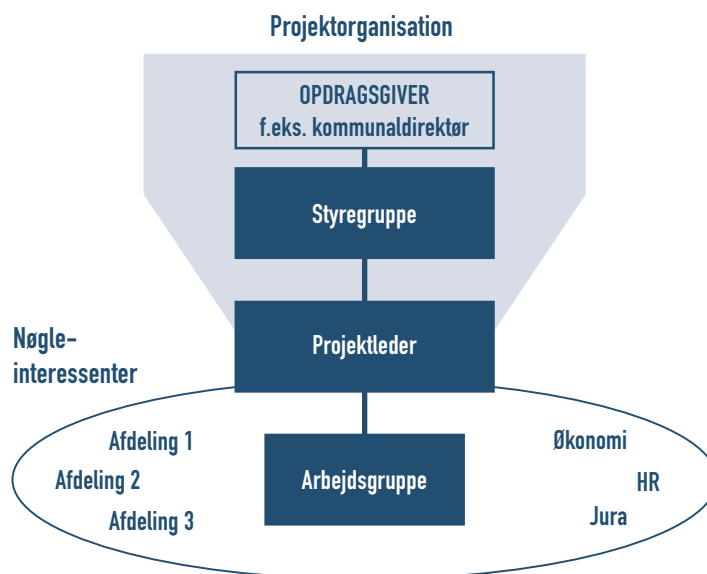 Projektorganisation
OPDRAGSGIVER
f.eks. kommunaldirektør
Styregruppe
Projektleder
Nøgle-
interessenter
Afdeling 1
Afdeling 2
Afdeling 3
Arbejdsgruppe
Økonomi
HR
Jura